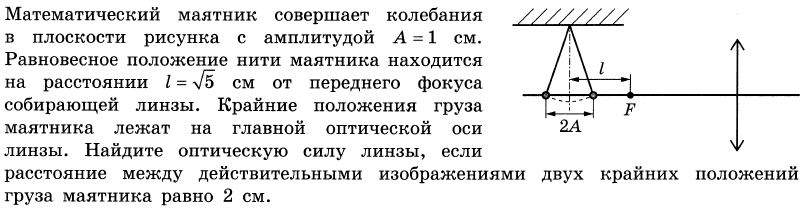 Математический маятник совершает колебания
в плоскости рисунка с амплитудой A = 1 см.
Равновесное положение нити маятника находится
на расстоянии l = √5 см от переднего фокуса
собирающей линзы. Крайние положения груза
маятника лежат на главной оптической оси
линзы. Найдите оптическую силу линзы, если
расстояние между действительными изображениями двух крайних положений
груза маятника равно 2 см.
l
F
2A